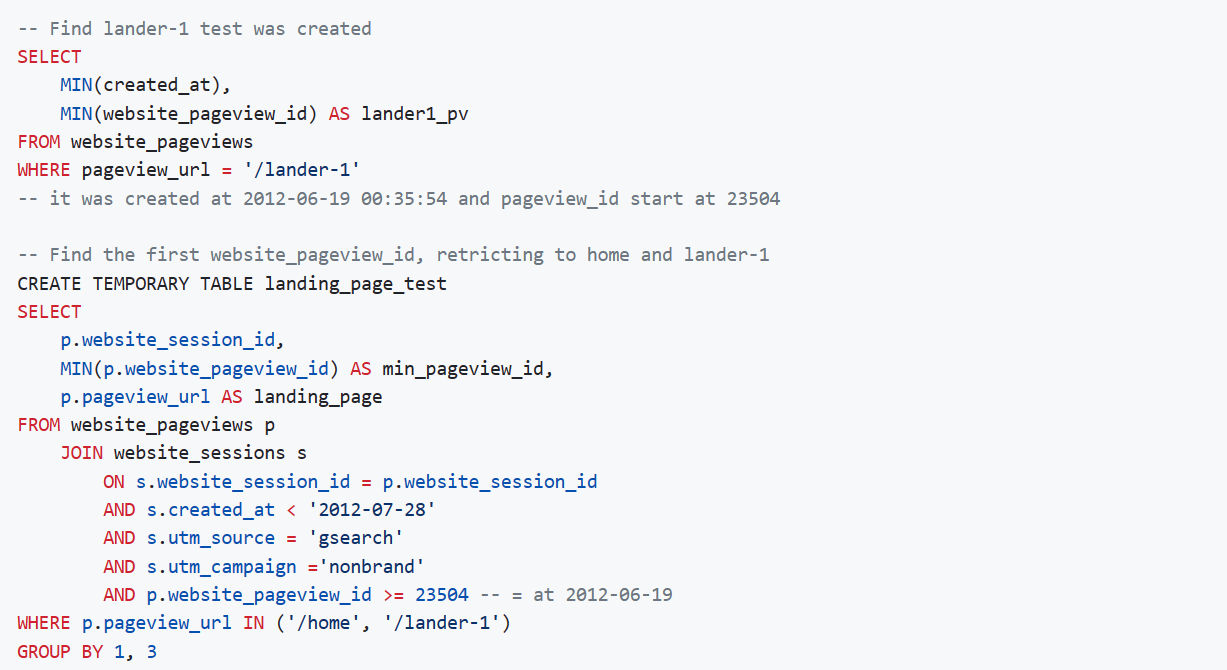 -- Find lander-1 test was created
SELECT
    MIN(created_at),
    MIN(website_pageview_id) AS lander1_pv
FROM website_pageviews
WHERE pageview_url = '/lander-1'
-- it was created at 2012-06-19 00:35:54 and pageview_id start at 23504

-- Find the first website_pageview_id, retricting to home and lander-1
CREATE TEMPORARY TABLE landing_page_test
SELECT
    p.website_session_id,
    MIN(p.website_pageview_id) AS min_pageview_id,
    p.pageview_url AS landing_page
FROM website_pageviews p
    JOIN website_sessions s
        ON s.website_session_id = p.website_session_id
        AND s.created_at < '2012-07-28'
        AND s.utm_source = 'gsearch'
        AND s.utm_campaign ='nonbrand'
        AND p.website_pageview_id >= 23504 -- = at 2012-06-19
WHERE p.pageview_url IN ('/home', '/lander-1')
GROUP BY 1, 3